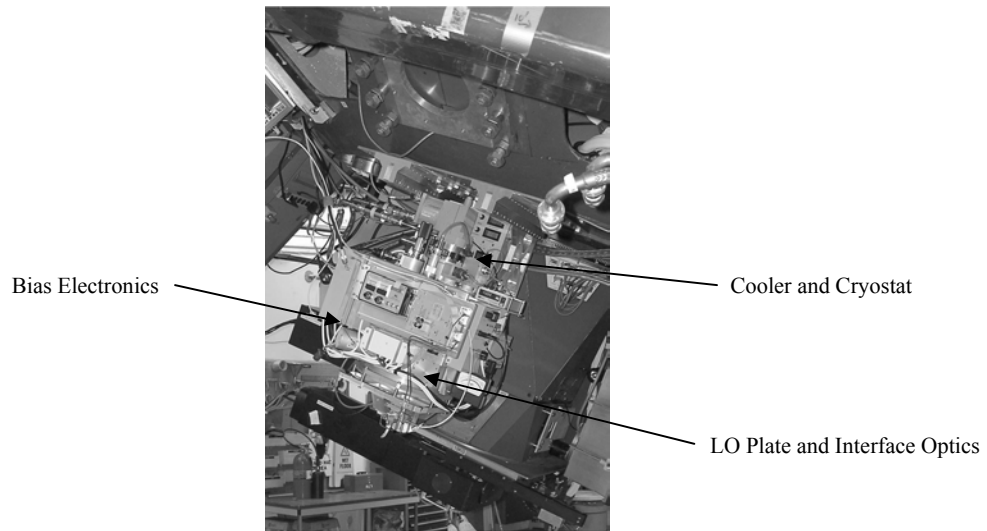 Bias Electronics
Cooler and Cryostat
LO Plate and Interface Optics